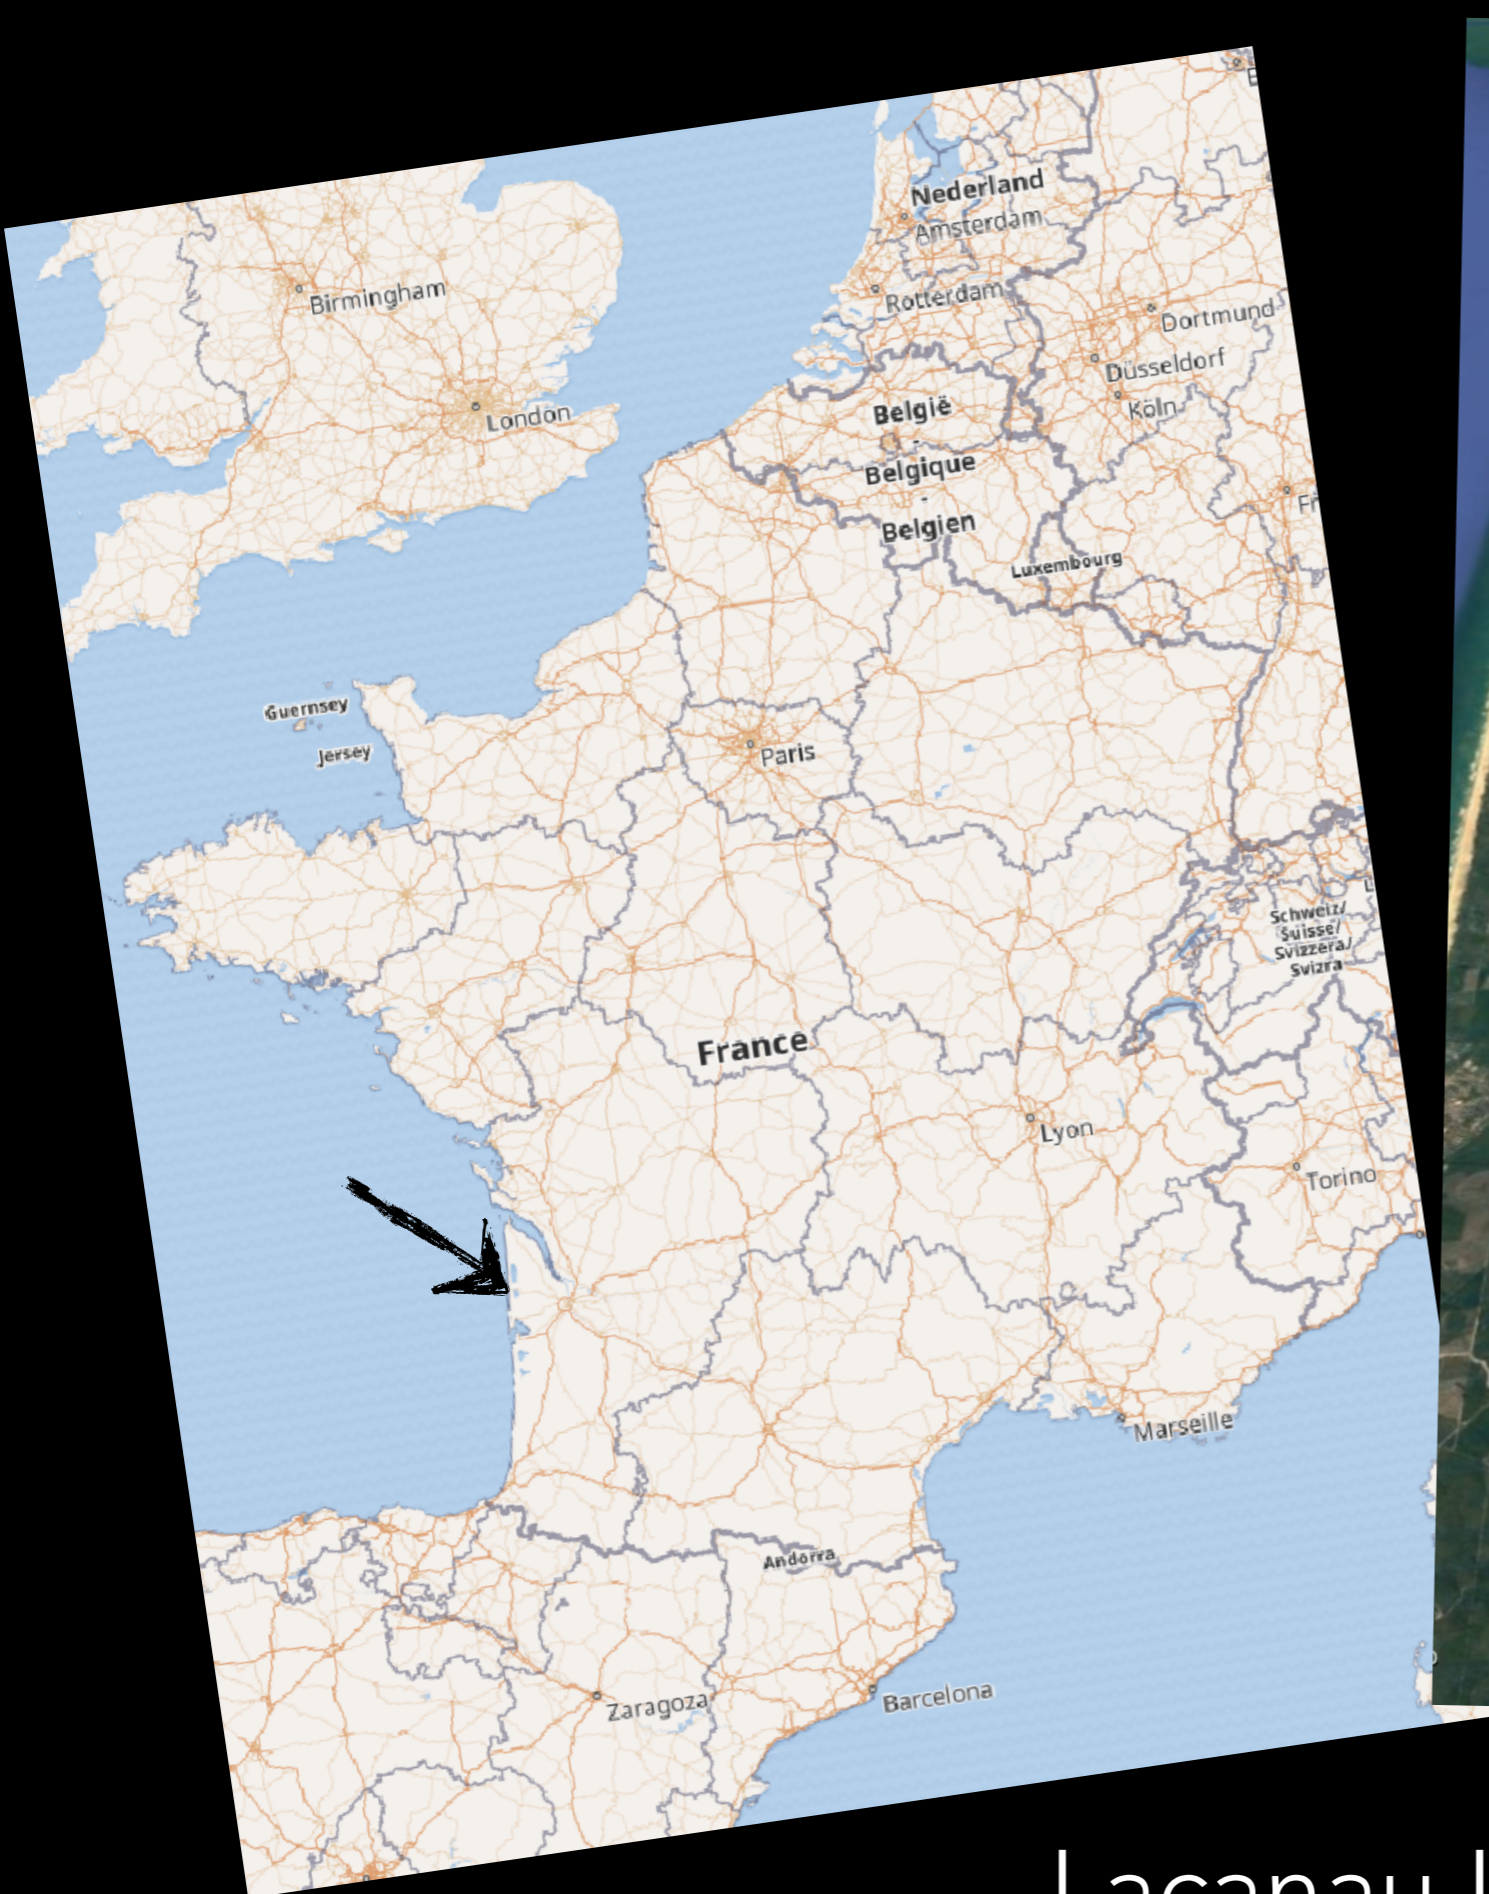 Nederland
Amsterdam
Birmingham
Rotterdam
Dortmund
Düsseldorf
London
België
-
Köln
Belgique
-
Belgien
Luxembourg
Guernsey
Jersey
Paris
Schweiz/
Suisse/
Svizzera/
Svizra
France
Lyon
Torino
Marseille
Andorra
Zaragoza
Barcelona
Lacanau